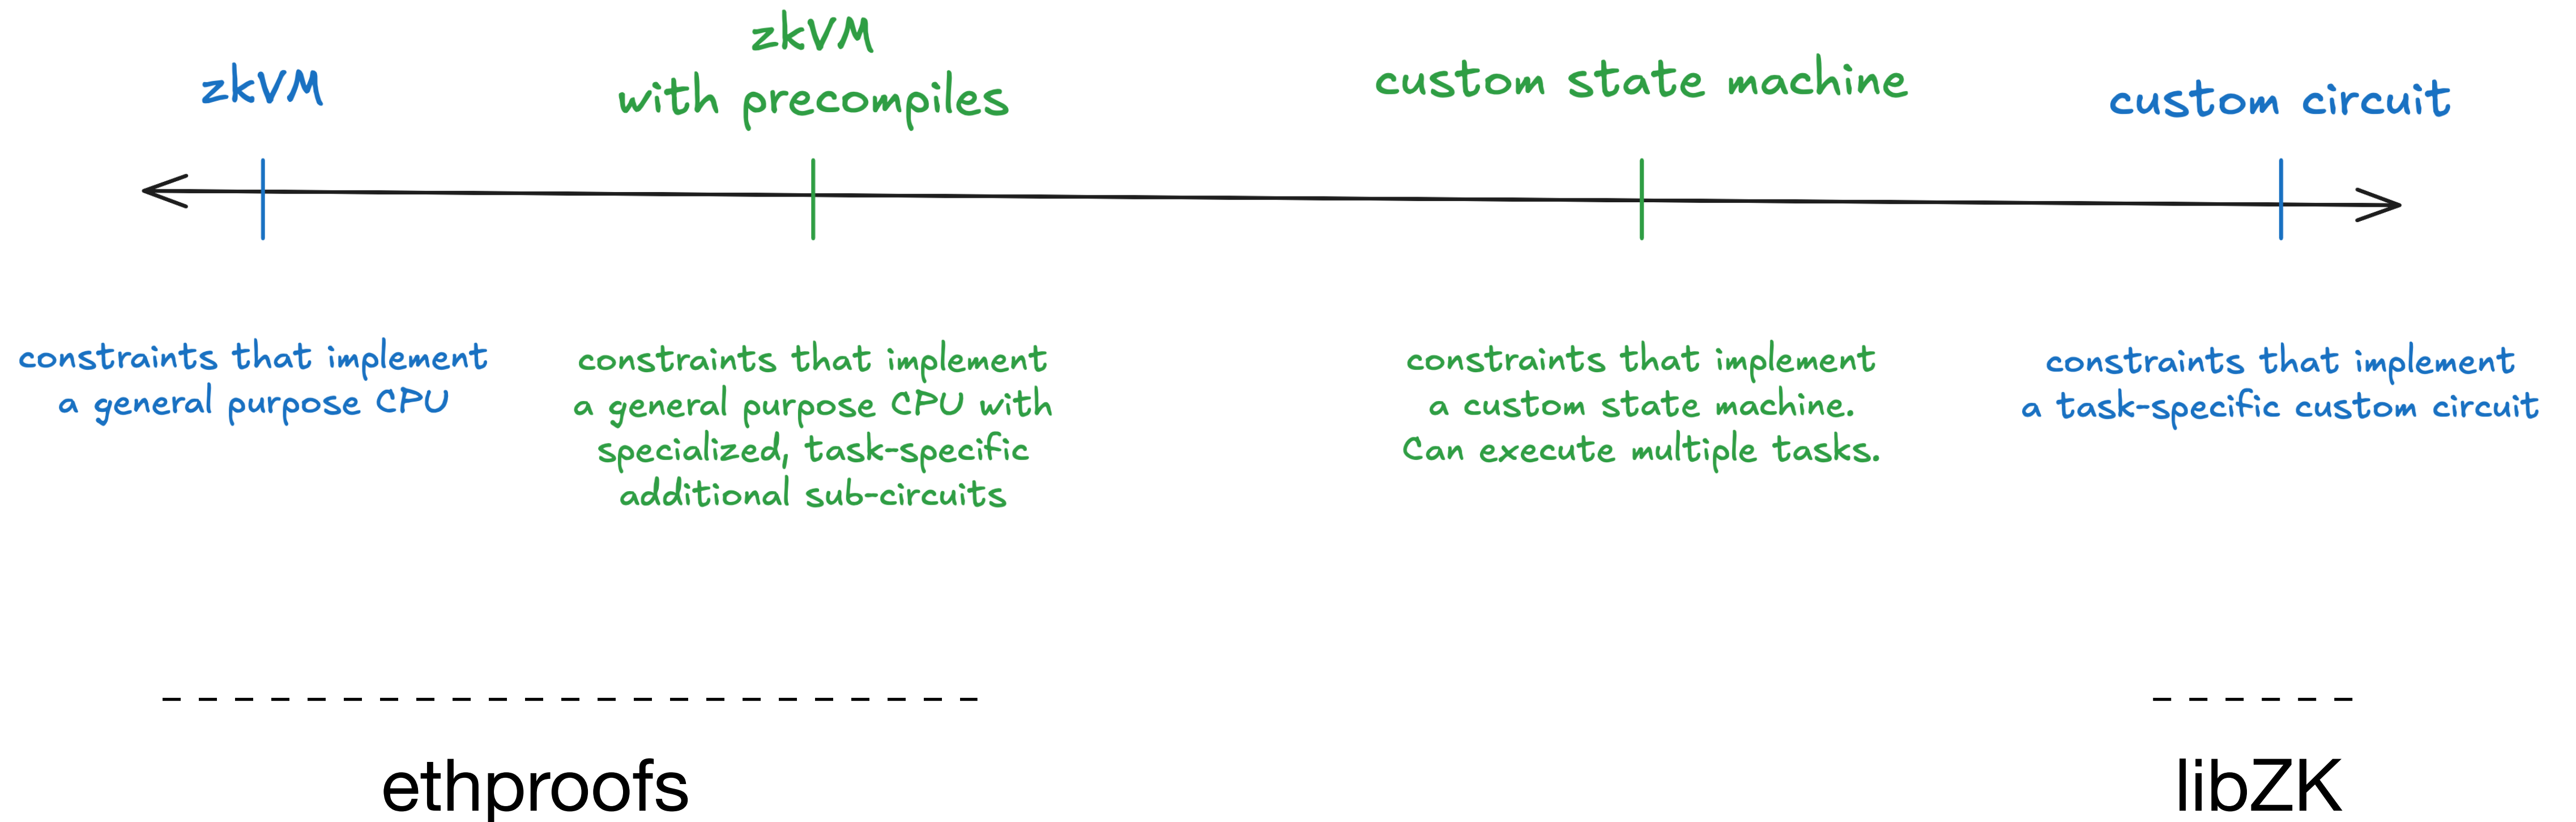 zkVM
zkVM
with precompiles
custom state machine
custom circuit
constraints that implement
a general purpose CPU
constraints that implement
a general purpose CPU with
specialized, task-specific
additional sub-circuits
constraints that implement
a custom state machine.
Can execute multiple tasks.
constraints that implement
a task-specific custom circuit
ethproofs
libZK